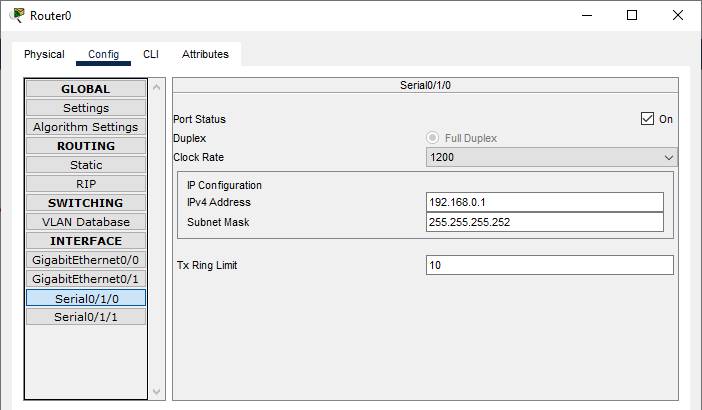 Router0
Physical Config CLI Attributes
GLOBAL
Settings
Algorithm Settings
ROUTING
Static
RIP
SWITCHING
VLAN Database
INTERFACE
GigabitEthernet0/0
GigabitEthernet0/1
Serial0/1/0
Serial0/1/1
Serial0/1/0
Port Status On
Duplex Full Duplex
Clock Rate 1200
IP Configuration
IPv4 Address 192.168.0.1
Subnet Mask 255.255.255.252
Tx Ring Limit 10